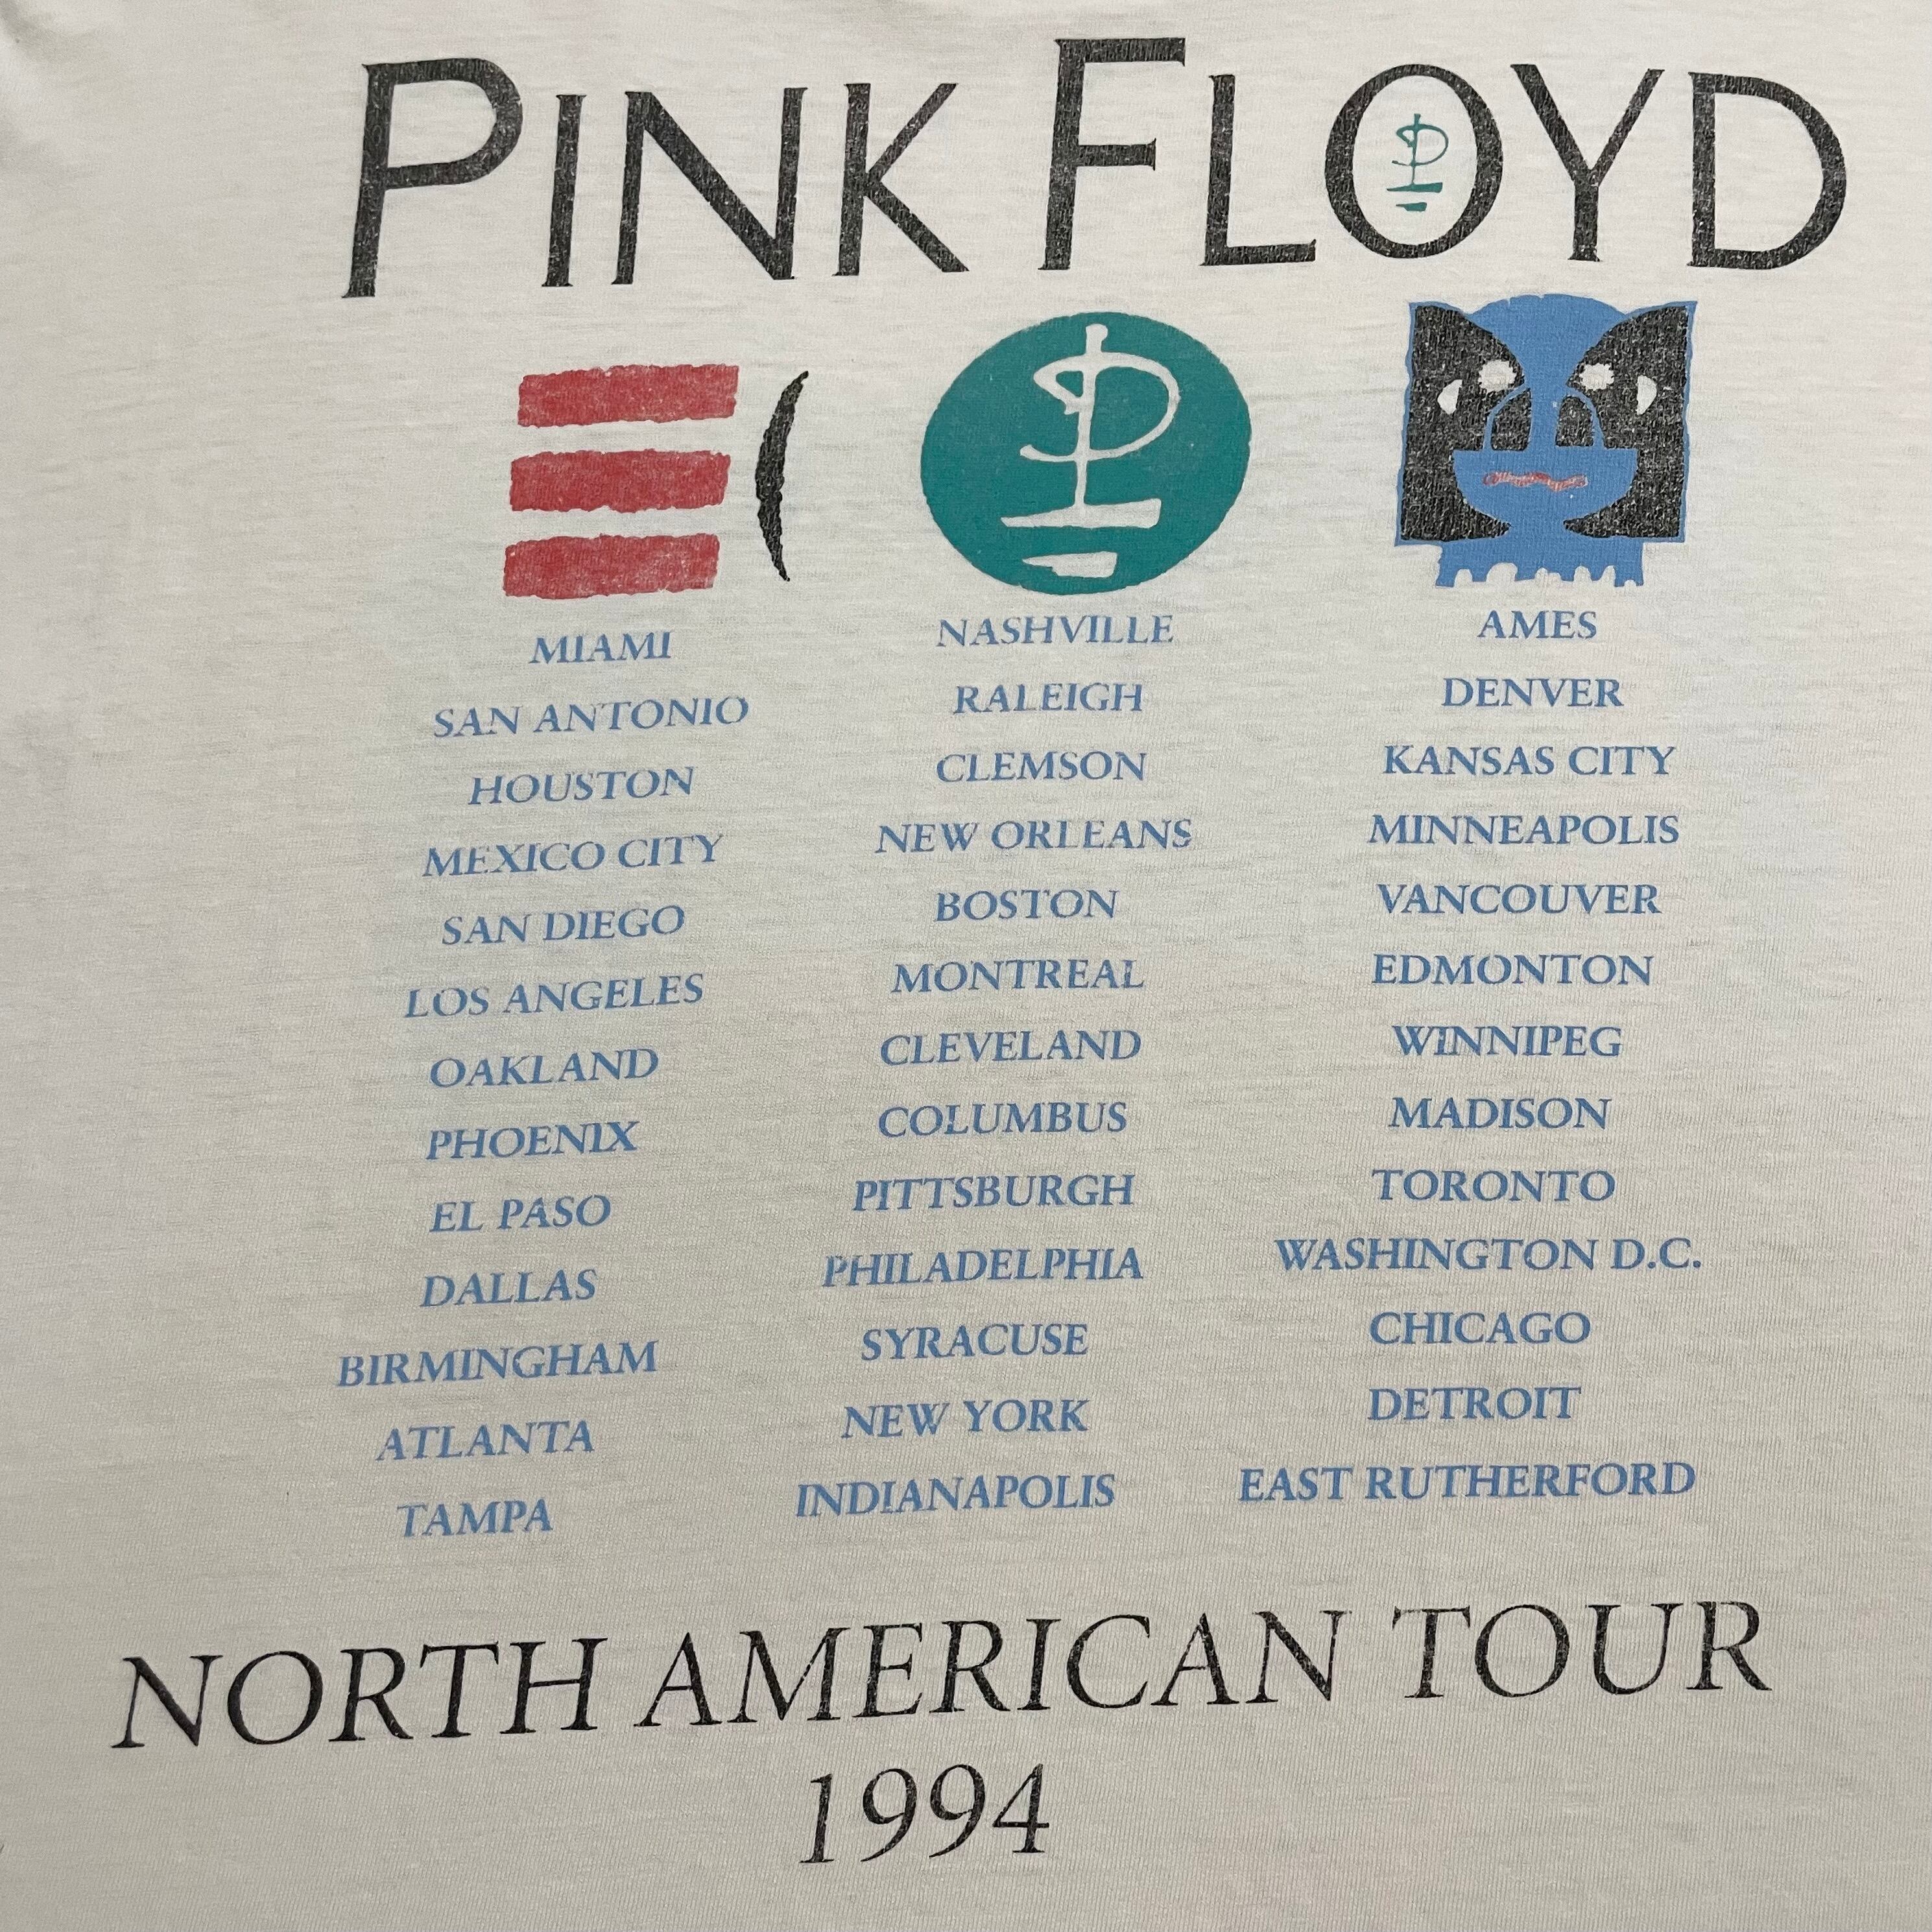 PINK FLOYD
MIAMI
SAN ANTONIO
HOUSTON
MEXICO CITY
SAN DIEGO
LOS ANGELES
OAKLAND
PHOENIX
EL PASO
DALLAS
BIRMINGHAM
ATLANTA
TAMPA
NASHVILLE
RALEIGH
CLEMSON
NEW ORLEANS
BOSTON
MONTREAL
CLEVELAND
COLUMBUS
PITTSBURGH
PHILADELPHIA
SYRACUSE
NEW YORK
INDIANAPOLIS
AMES
DENVER
KANSAS CITY
MINNEAPOLIS
VANCOUVER
EDMONTON
WINNIPEG
MADISON
TORONTO
WASHINGTON D.C.
CHICAGO
DETROIT
EAST RUTHERFORD
NORTH AMERICAN TOUR
1994